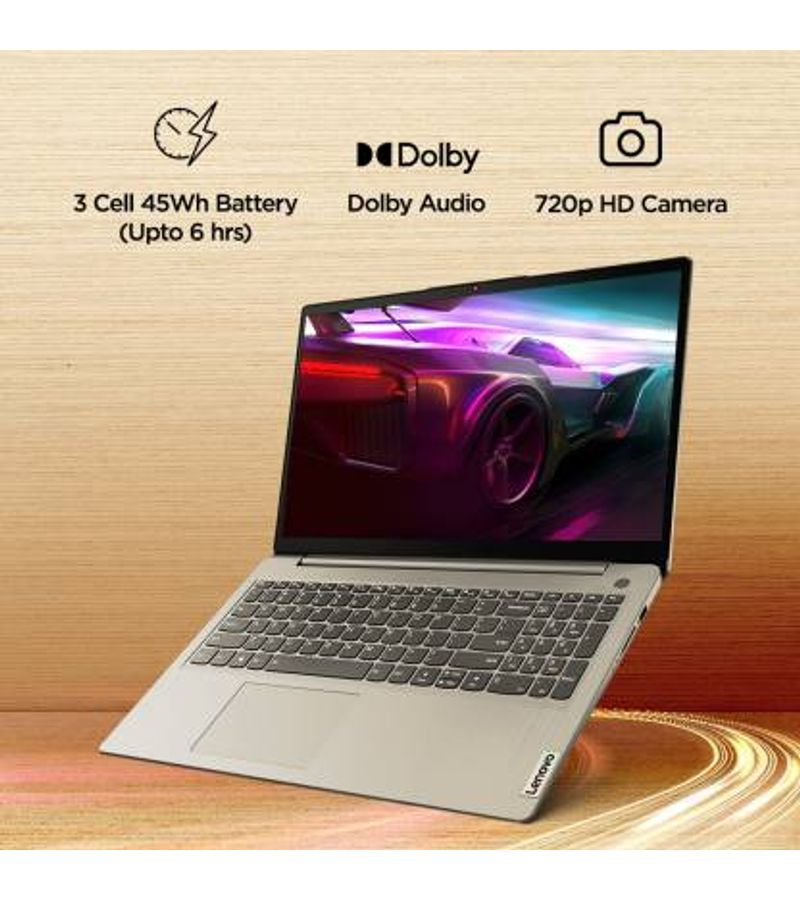 Dolby
3 Cell 45Wh Battery
(Upto 6 hrs)
Dolby Audio
720p HD Camera
Lenovo